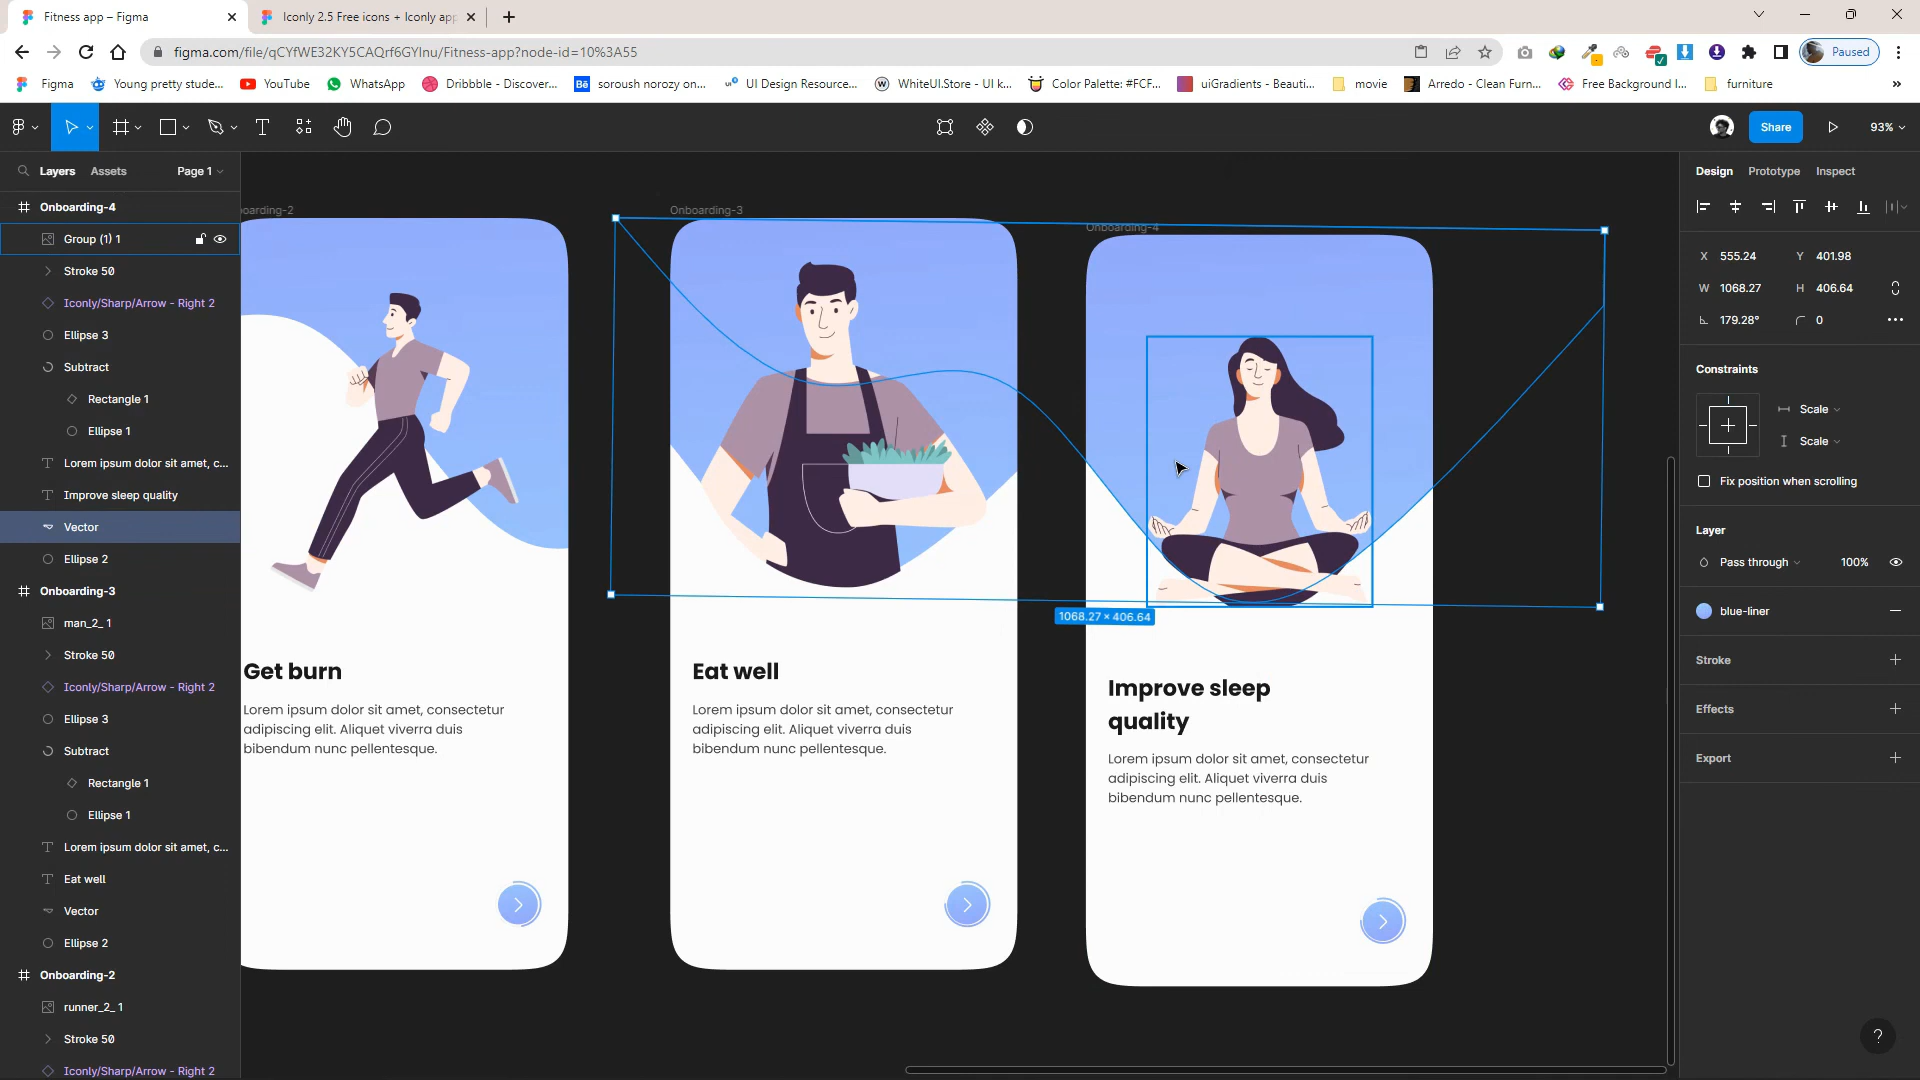 Fitness app – Figma
Iconly 2.5 Free icons + Iconly app
figma.com/file/qCYfWE32KY5CAQrf6GYlnu/Fitness-app?node-id=10%3A55
Paused
Figma
Young pretty stude...
YouTube
WhatsApp
Dribbble - Discover...
soroush norozy on...
UI Design Resource...
WhiteUI.Store - UI k...
Color Palette: #FCF...
uiGradients - Beauti...
movie
Arredo - Clean Furn...
Free Background I...
furniture
Share
93%
Layers
Assets
Page 1
Onboarding-4
Group (1) 1
Stroke 50
Iconly/Sharp/Arrow - Right 2
Ellipse 3
Subtract
Rectangle 1
Ellipse 1
Lorem ipsum dolor sit amet, c...
Improve sleep quality
Vector
Ellipse 2
Onboarding-3
man_2_ 1
Stroke 50
Iconly/Sharp/Arrow - Right 2
Ellipse 3
Subtract
Rectangle 1
Ellipse 1
Lorem ipsum dolor sit amet, c...
Eat well
Vector
Ellipse 2
Onboarding-2
runner_2_ 1
Stroke 50
Iconly/Sharp/Arrow - Right 2
boarding-2
Get burn
Lorem ipsum dolor sit amet, consectetur
adipiscing elit. Aliquet viverra duis
bibendum nunc pellentesque.
Onboarding-3
Eat well
Lorem ipsum dolor sit amet, consectetur
adipiscing elit. Aliquet viverra duis
bibendum nunc pellentesque.
Onboarding-4
1068.27 × 406.64
Improve sleep
quality
Lorem ipsum dolor sit amet, consectetur
adipiscing elit. Aliquet viverra duis
bibendum nunc pellentesque.
Design
Prototype
Inspect
X 555.24 Y 401.98
W 1068.27 H 406.64
179.28° 0
Constraints
Scale
Scale
Fix position when scrolling
Layer
Pass through 100%
blue-liner
Stroke
Effects
Export
?